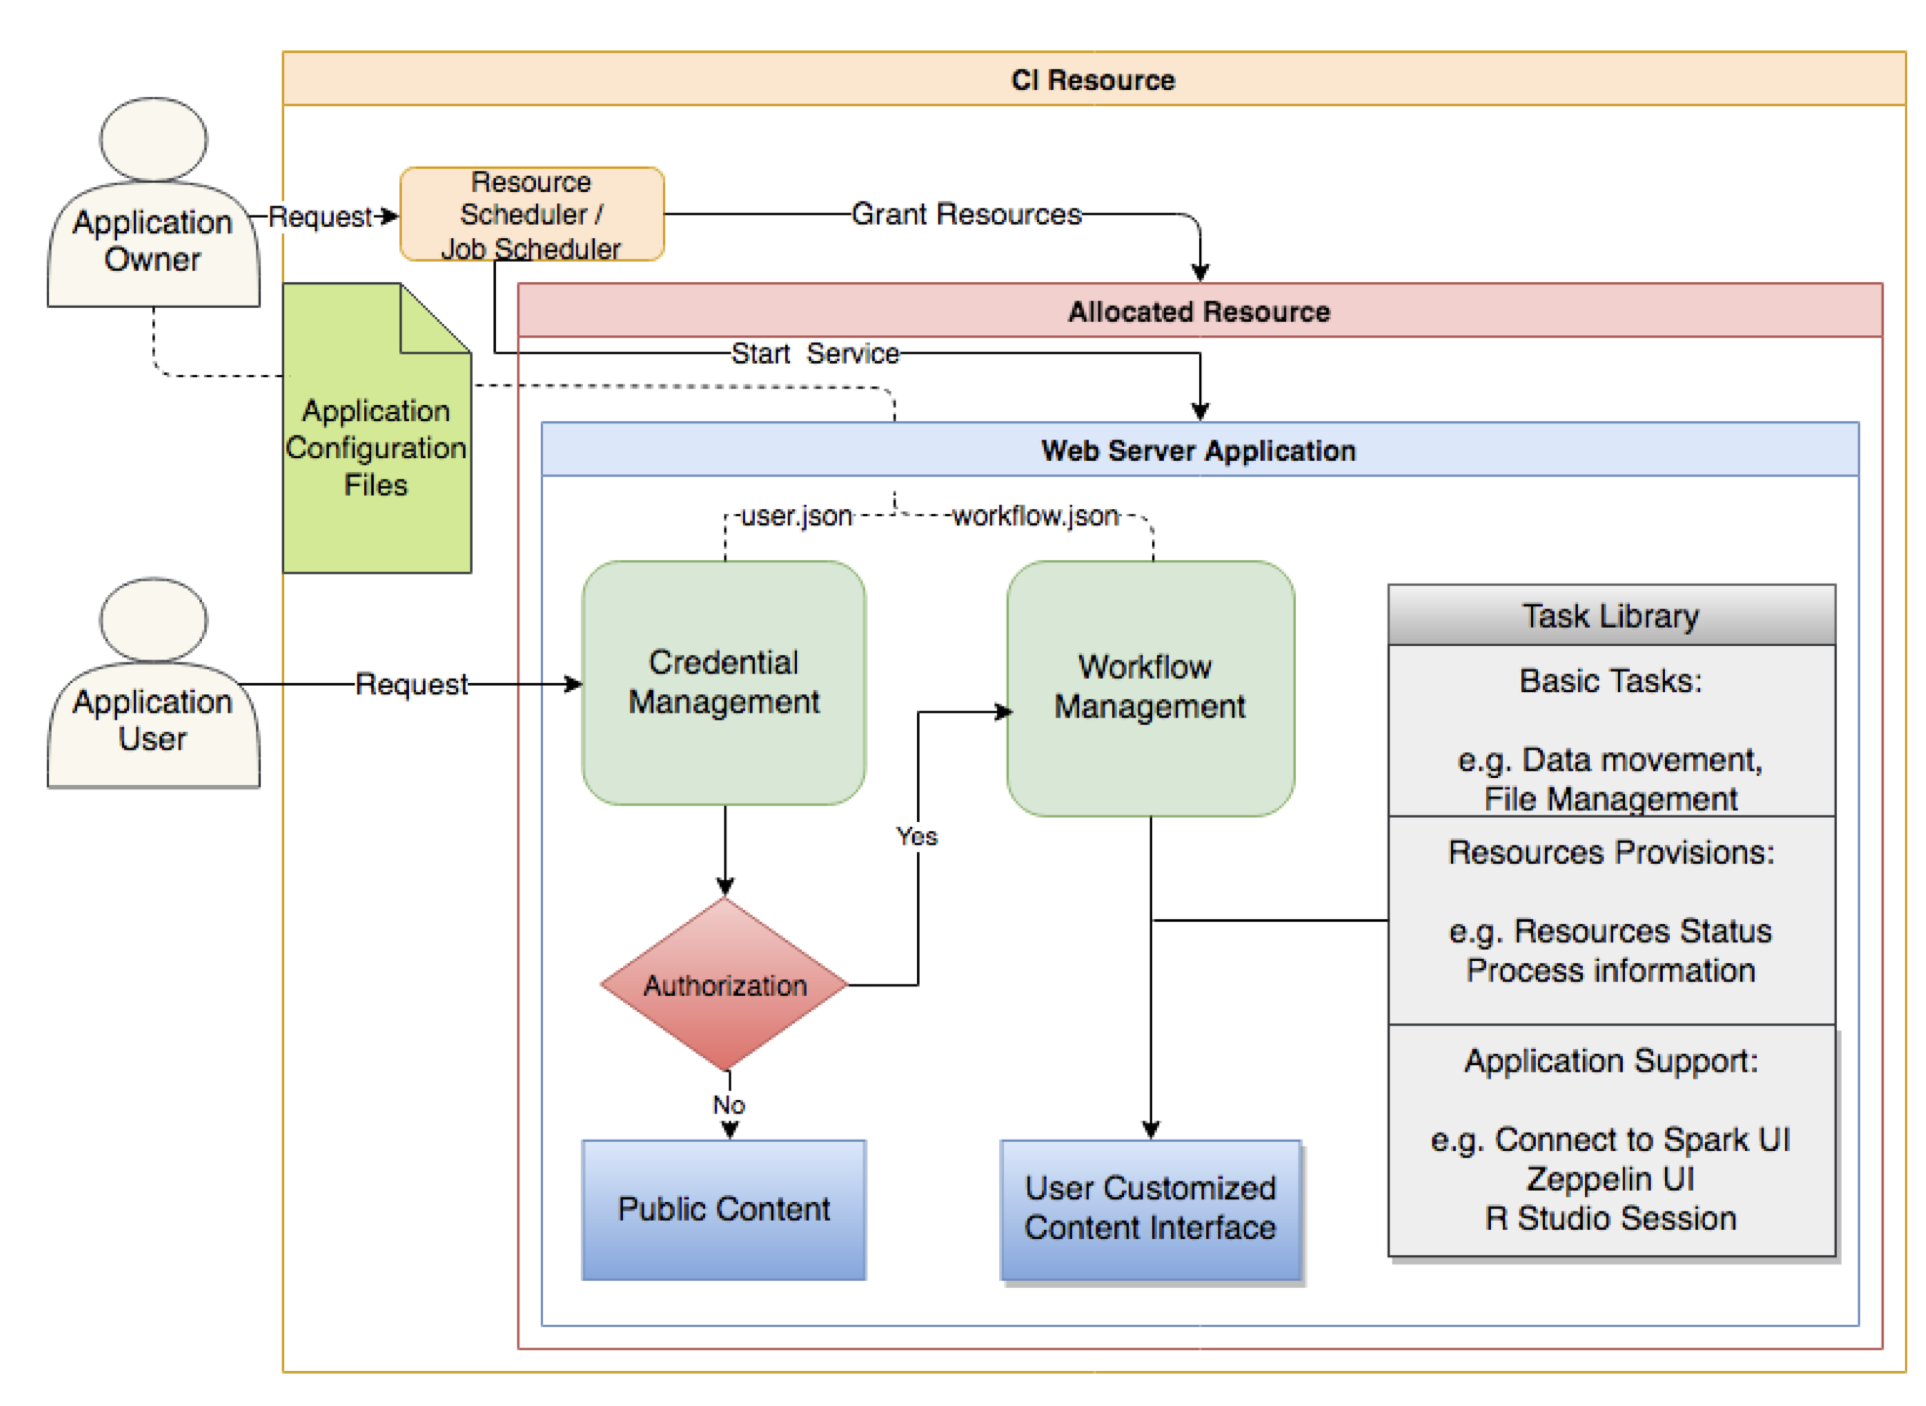 CI Resource
Application
Owner
Request
Resource
Scheduler /
Job Scheduler
Grant Resources
Allocated Resource
Start  Service
Application
Configuration
Files
Web Server Application
user.json
workflow.json
Application
User
Request
Credential
Management
Workflow
Management
Yes
Authorization
No
Public Content
User Customized
Content Interface
Task Library
Basic Tasks:
e.g. Data movement,
File Management
Resources Provisions:
e.g. Resources Status
Process information
Application Support:
e.g. Connect to Spark UI
Zeppelin UI
R Studio Session